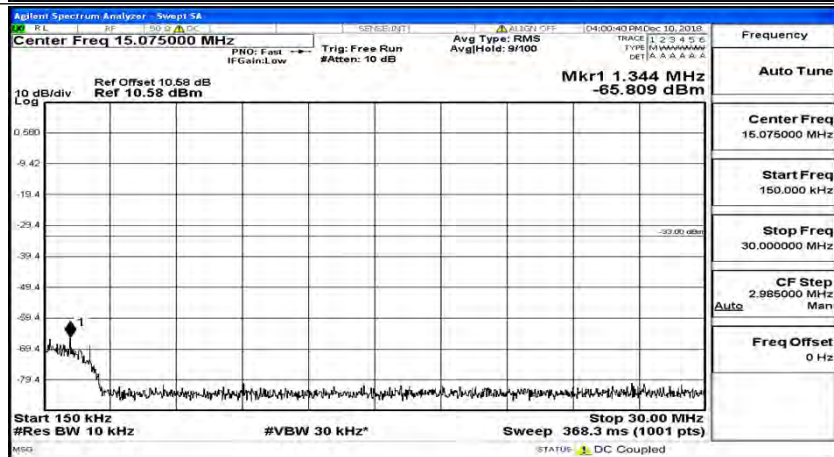 Agilent Spectrum Analyzer - Swept SA
RL RF 50 Ω DC SENSE:INT ALIGN OFF 04:00:40 PM Dec 10, 2018
Center Freq 15.075000 MHz
PNO: Fast
IFGain:Low
Trig: Free Run
#Atten: 10 dB
Avg Type: RMS
Avg|Hold: 9/100
TRACE 1 2 3 4 5 6
TYPE M WWWWW
DET A A A A A A
Frequency
Ref Offset 10.58 dB
10 dB/div Ref 10.58 dBm
Log
Mkr1 1.344 MHz
-65.809 dBm
0.580
-9.42
-19.4
-29.4
-39.4
-49.4
-59.4
-69.4
-79.4
-33.00 dBm
1
Start 150 kHz
#Res BW 10 kHz
#VBW 30 kHz*
Stop 30.00 MHz
Sweep 368.3 ms (1001 pts)
Auto Tune
Center Freq
15.075000 MHz
Start Freq
150.000 kHz
Stop Freq
30.000000 MHz
CF Step
2.985000 MHz
Auto Man
Freq Offset
0 Hz
MSG
STATUS DC Coupled